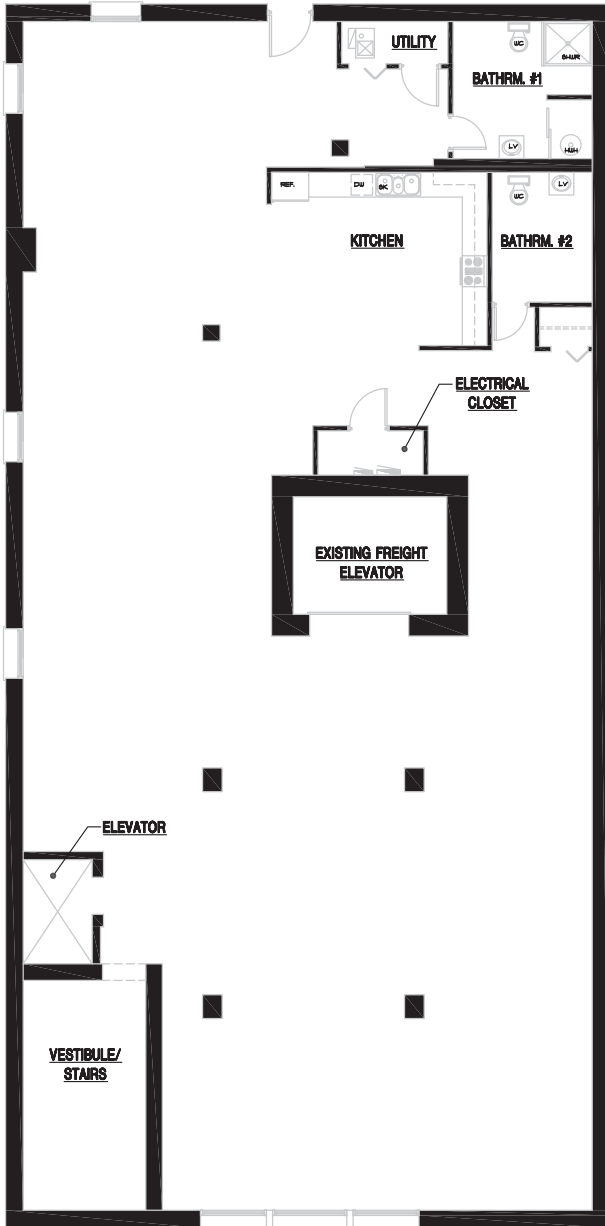 UTILITY
WC
SHWR
BATHRM. #1
LV
HWH
REF.
DW
SK
WC
LV
KITCHEN
BATHRM. #2
ELECTRICAL
CLOSET
EXISTING FREIGHT
ELEVATOR
ELEVATOR
VESTIBULE/
STAIRS